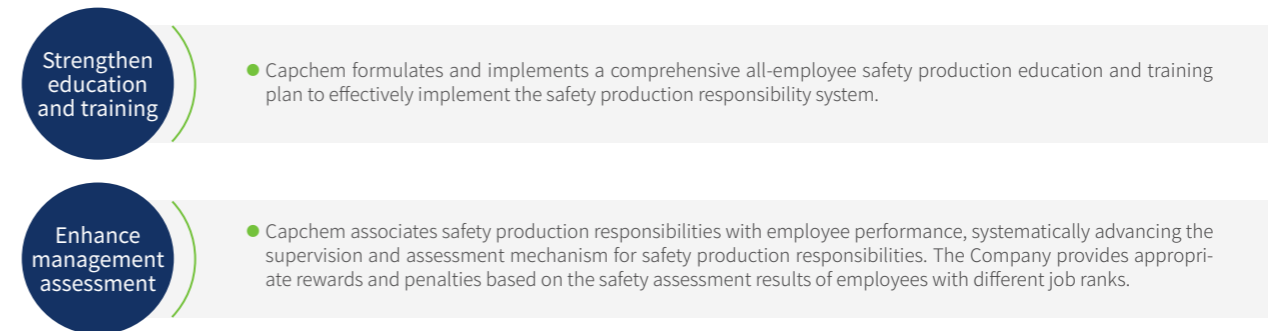 Strengthen
education
and training
Capchem formulates and implements a comprehensive all-employee safety production education and training
plan to effectively implement the safety production responsibility system.
Enhance
management
assessment
Capchem associates safety production responsibilities with employee performance, systematically advancing the
supervision and assessment mechanism for safety production responsibilities. The Company provides appropri-
ate rewards and penalties based on the safety assessment results of employees with different job ranks.